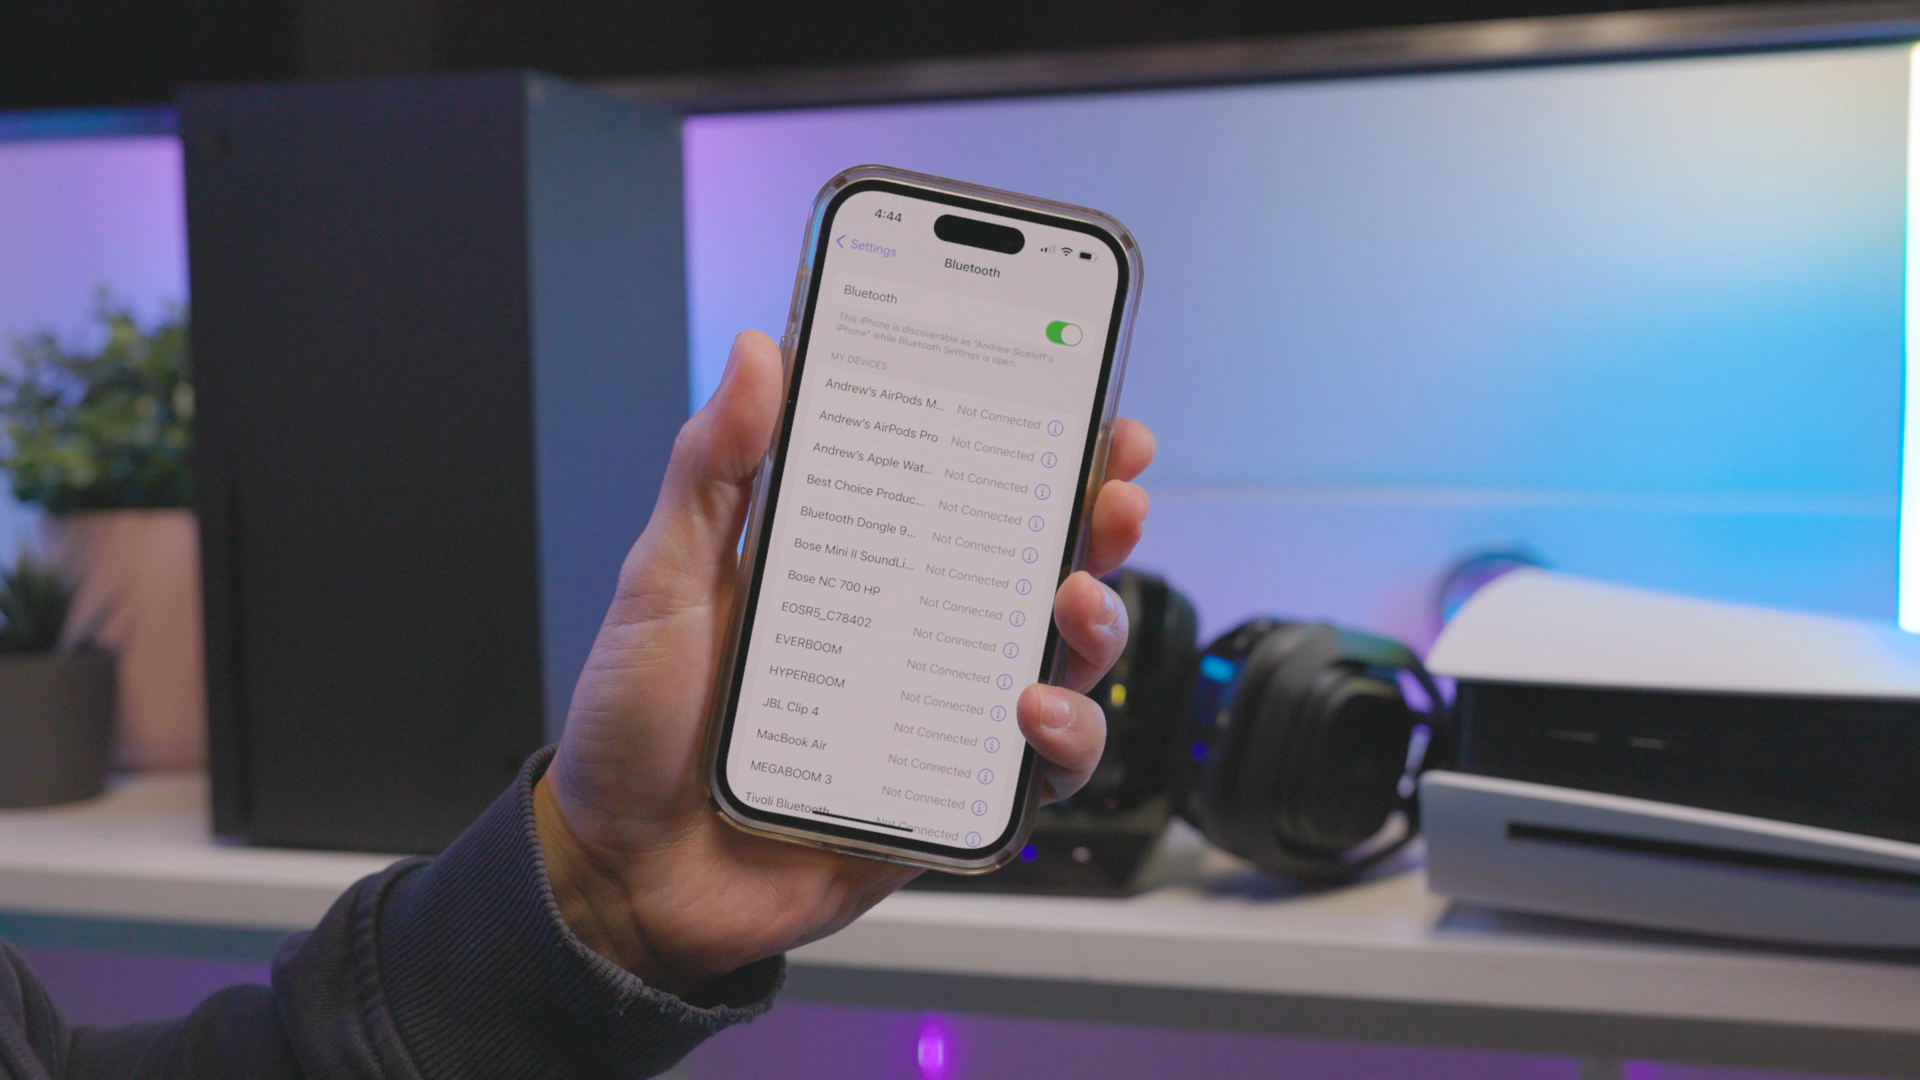 4:44
Settings
Bluetooth
Bluetooth
This iPhone is discoverable as "Andrew Siceloff's
iPhone" while Bluetooth Settings is open.
MY DEVICES
Andrew's AirPods M... Not Connected
Andrew's AirPods Pro Not Connected
Andrew's Apple Wat... Not Connected
Best Choice Produc... Not Connected
Bluetooth Dongle 9... Not Connected
Bose Mini II SoundLi... Not Connected
Bose NC 700 HP Not Connected
EOSR5_C78402 Not Connected
EVERBOOM Not Connected
HYPERBOOM Not Connected
JBL Clip 4 Not Connected
MacBook Air Not Connected
MEGABOOM 3 Not Connected
Tivoli Bluetooth Not Connected